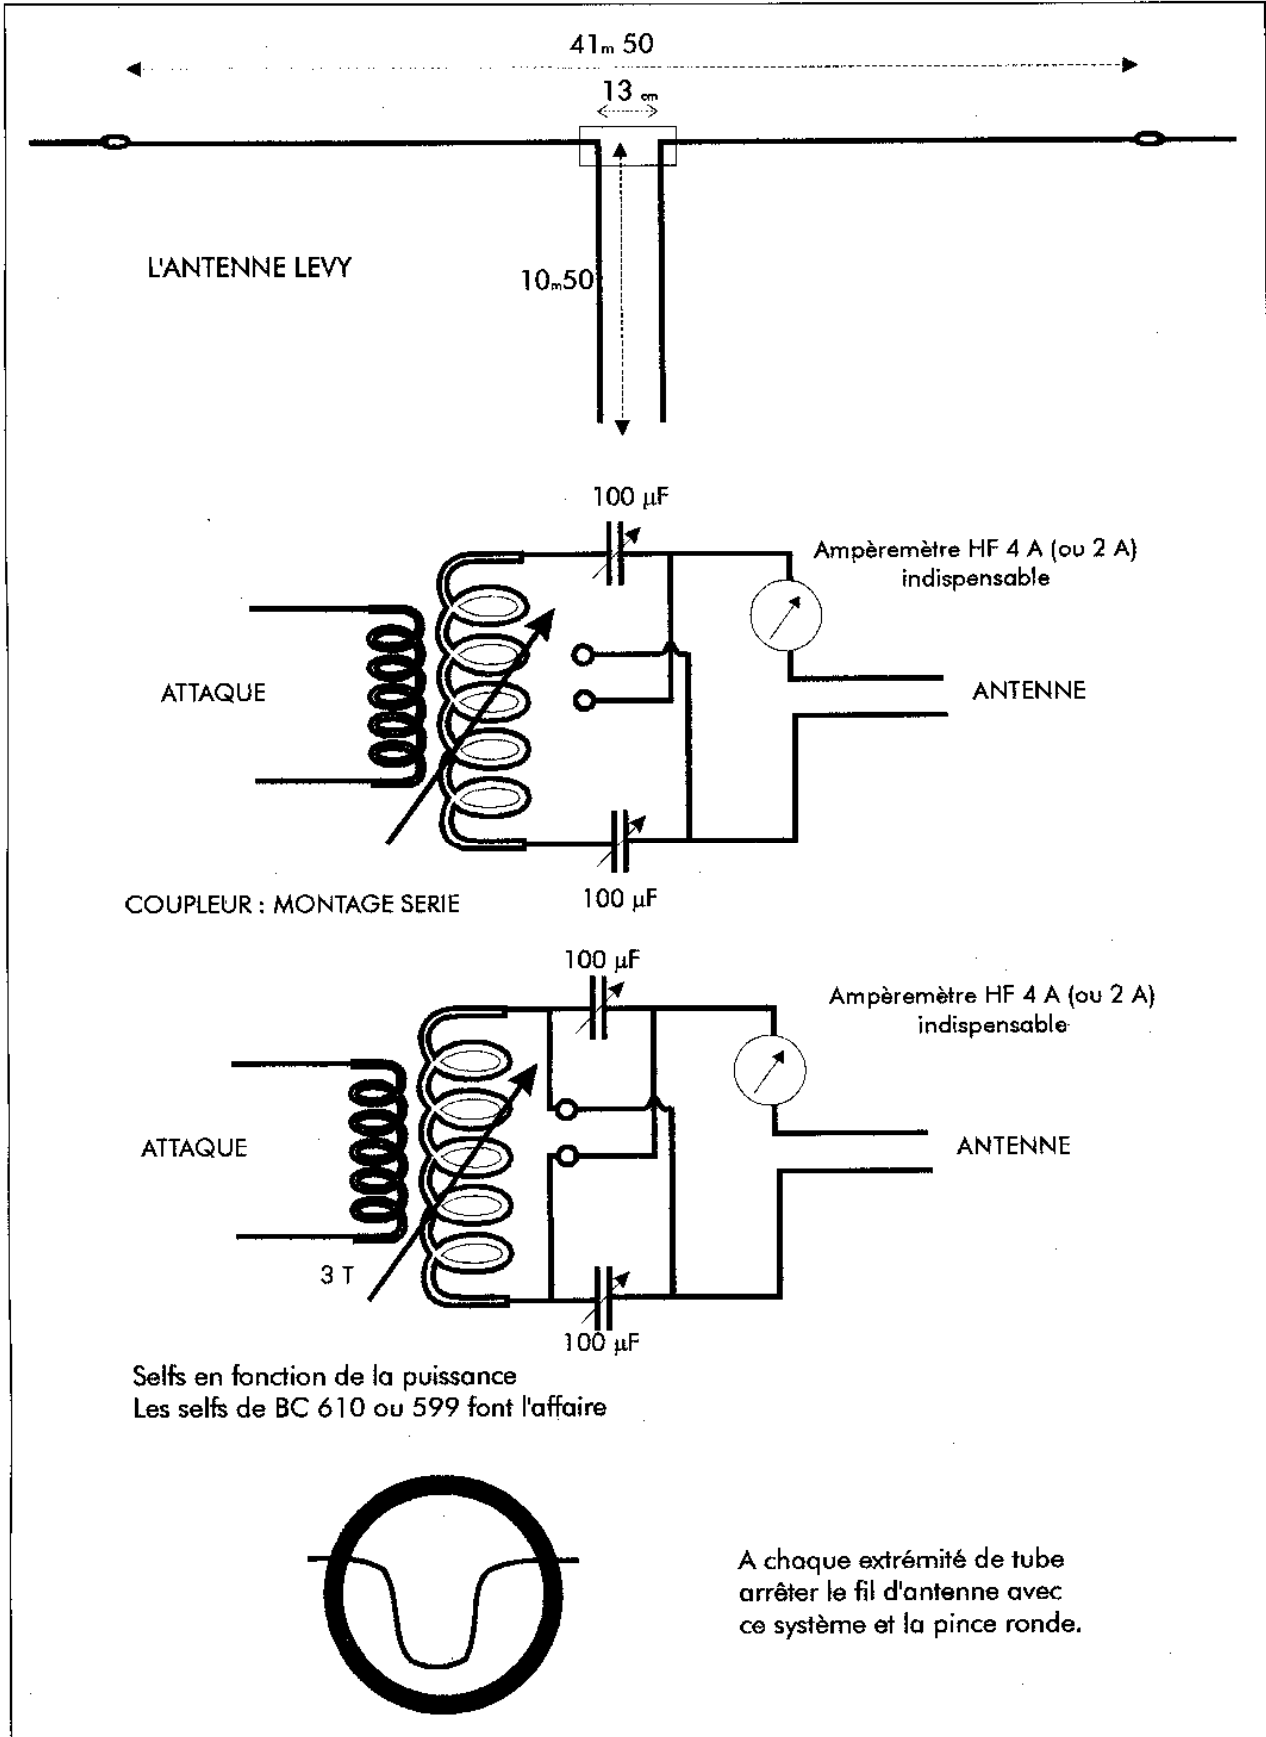 41m 50
13 cm
L'ANTENNE LEVY
10m50
100 µF
Ampèremètre HF 4 A (ou 2 A)
indispensable
ATTAQUE
ANTENNE
100 µF
COUPLEUR : MONTAGE SERIE
100 µF
Ampèremètre HF 4 A (ou 2 A)
indispensable
ATTAQUE
ANTENNE
3 T
100 µF
Selfs en fonction de la puissance
Les selfs de BC 610 ou 599 font l'affaire
A chaque extrémité de tube
arrêter le fil d'antenne avec
ce système et la pince ronde.